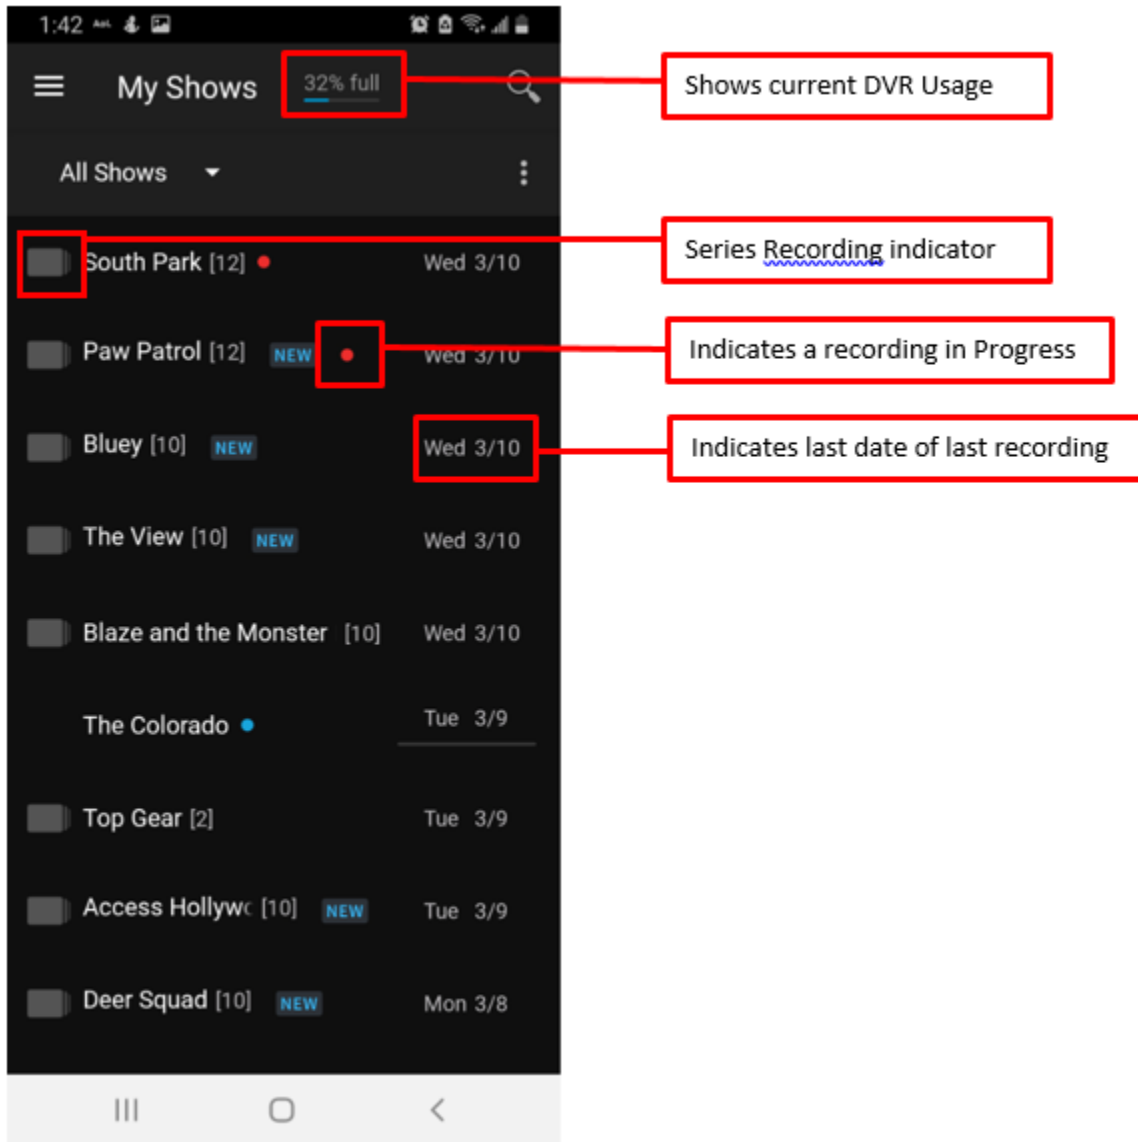 1:42 AoL
My Shows 32% full
Shows current DVR Usage
All Shows
South Park [12] Wed 3/10
Series Recording indicator
Paw Patrol [12] NEW Wed 3/10
Indicates a recording in Progress
Bluey [10] NEW Wed 3/10
Indicates last date of last recording
The View [10] NEW Wed 3/10
Blaze and the Monster [10] Wed 3/10
The Colorado Tue 3/9
Top Gear [2] Tue 3/9
Access Hollyw [10] NEW Tue 3/9
Deer Squad [10] NEW Mon 3/8